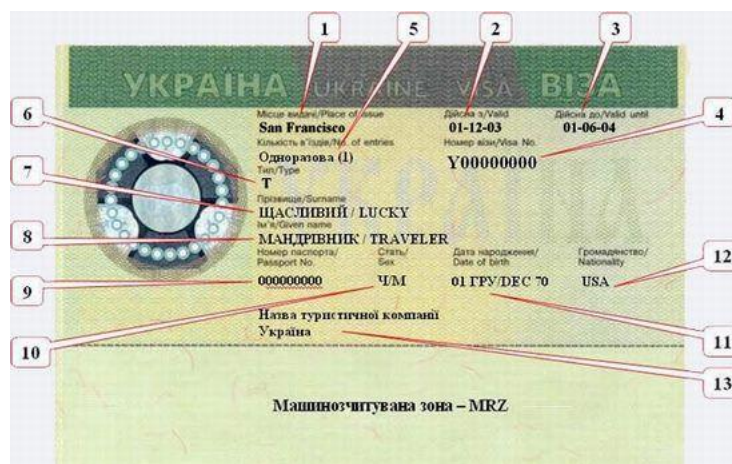 1
5
2
3
УКРАЇНА UKRAINE VISA ВІЗА
6
Місце видачі/Place of issue Дійсна з/Valid Дійсна до/Valid until
San Francisco 01-12-03 01-06-04
4
Кількість в'їздів/No. of entries Номер візи/Visa No.
Одноразова (1) Y00000000
7
Тип/Type
Т
Прізвище/Surname
ЩАСЛИВИЙ / LUCKY
8
Ім'я/Given name
МАНДРІВНИК / TRAVELER
Номер паспорта/ Стать/ Дата народження/ Громадянство/
Passport No. Sex Date of birth Nationality
12
9
000000000 Ч/М 01 ГРУ/DEC 70 USA
Назва туристичної компанії
Україна
10
11
13
Машинозчитувана зона – MRZ